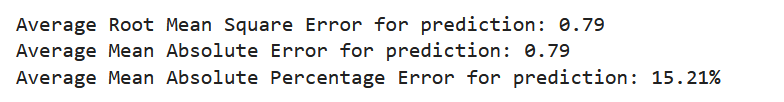 Average Root Mean Square Error for prediction: 0.79
Average Mean Absolute Error for prediction: 0.79
Average Mean Absolute Percentage Error for prediction: 15.21%